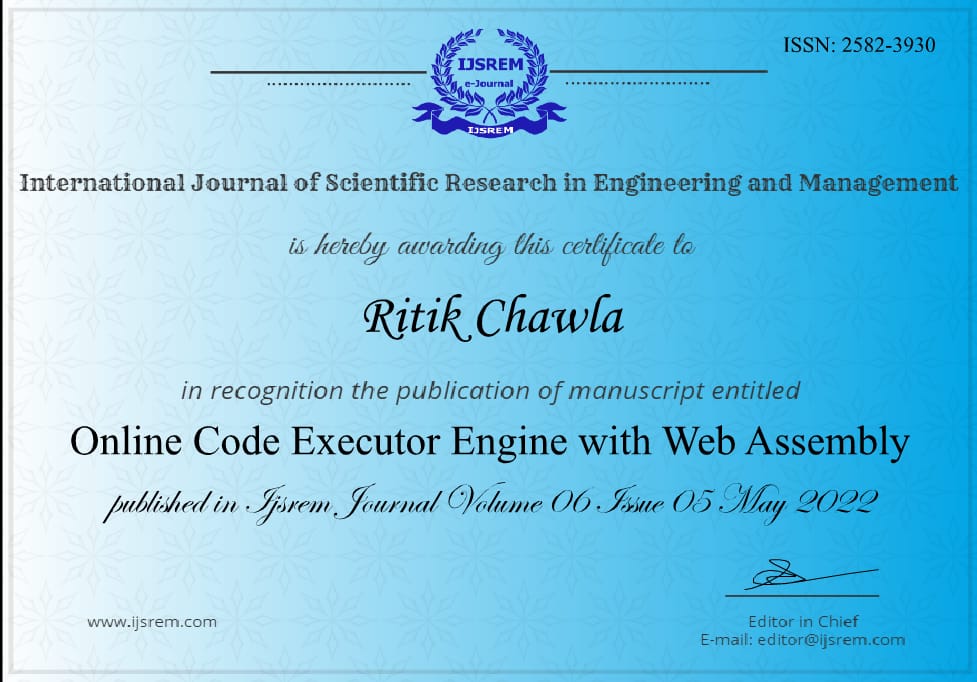 ISSN: 2582-3930
IJSREM
e-Journal
IJSREM
International Journal of Scientific Research in Engineering and Management
is hereby awarding this certificate to
Ritik Chawla
in recognition the publication of manuscript entitled
Online Code Executor Engine with Web Assembly
published in Ijsrem Journal Volume 06 Issue 05 May 2022
www.ijsrem.com
Editor in Chief
E-mail: editor@ijsrem.com